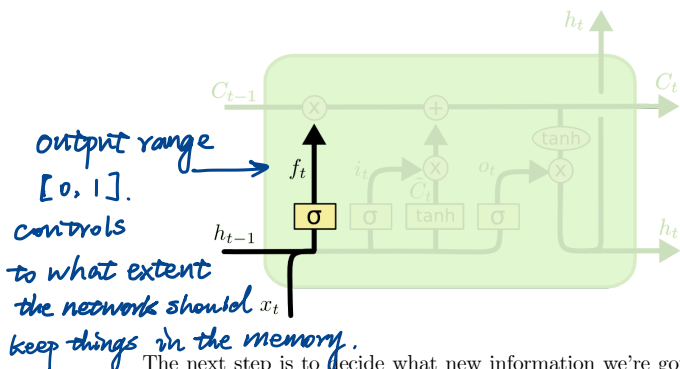 h_t
C_{t-1}
C_t
x
+
tanh
output range
[0, 1].
controls
to what extent
the network should
keep things in the memory.
f_t
i_t
x
C̃_t
o_t
x
σ
σ
tanh
σ
h_{t-1}
h_t
x_t
The next step is to decide what new information we're go